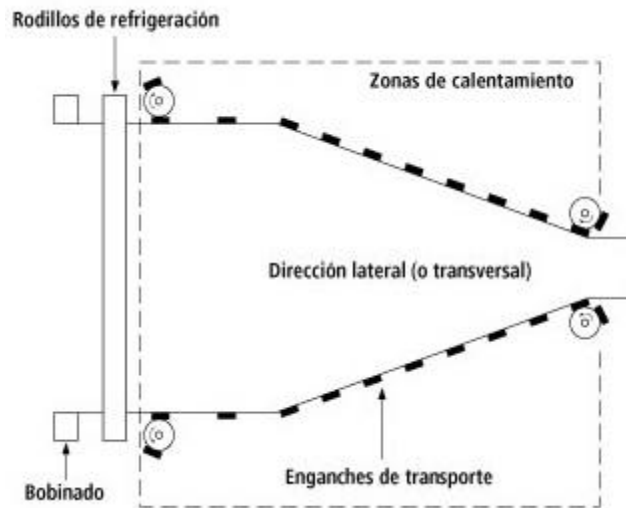 Rodillos de refrigeración
Zonas de calentamiento
Dirección lateral (o transversal)
Enganches de transporte
Bobinado